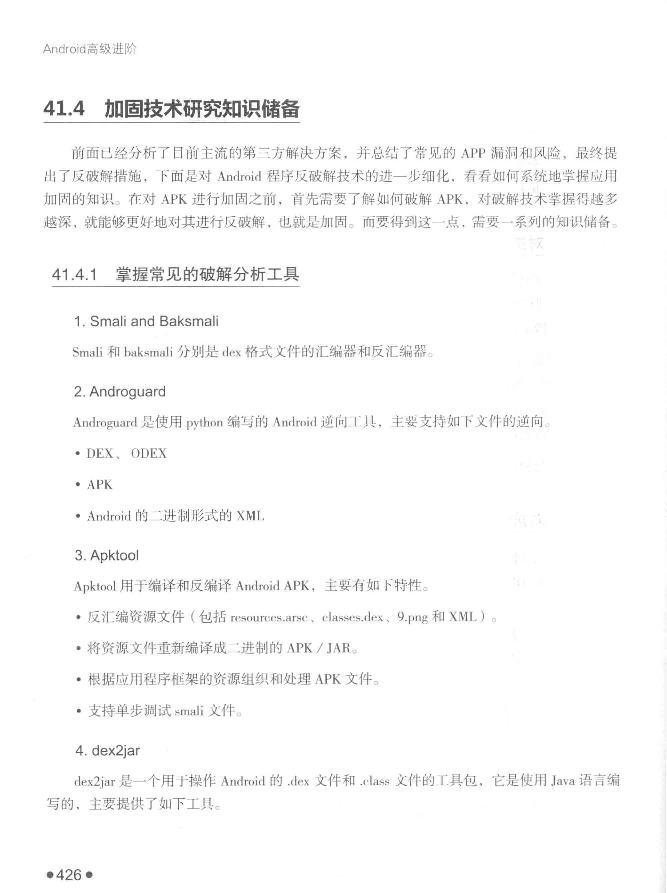 Android高级进阶
41.4 加固技术研究知识储备
前面已经分析了目前主流的第三方解决方案，并总结了常见的 APP 漏洞和风险，最终提
出了反破解措施，下面是对 Android 程序反破解技术的进一步细化，看看如何系统地掌握应用
加固的知识。在对 APK 进行加固之前，首先需要了解如何破解 APK，对破解技术掌握得越多
越深，就能够更好地对其进行反破解，也就是加固。而要得到这一点，需要一系列的知识储备。
41.4.1 掌握常见的破解分析工具
1. Smali and Baksmali
Smali 和 baksmali 分别是 dex 格式文件的汇编器和反汇编器。
2. Androguard
Androguard 是使用 python 编写的 Android 逆向工具，主要支持如下文件的逆向。
• DEX、 ODEX
• APK
• Android 的二进制形式的 XML
3. Apktool
Apktool 用于编译和反编译 Android APK，主要有如下特性。
• 反汇编资源文件（包括 resources.arsc、classes.dex、9.png 和 XML）。
• 将资源文件重新编译成二进制的 APK / JAR。
• 根据应用程序框架的资源组织和处理 APK 文件。
• 支持单步调试 smali 文件。
4. dex2jar
dex2jar 是一个用于操作 Android 的 .dex 文件和 .class 文件的工具包，它是使用 Java 语言编
写的，主要提供了如下工具。
●426●